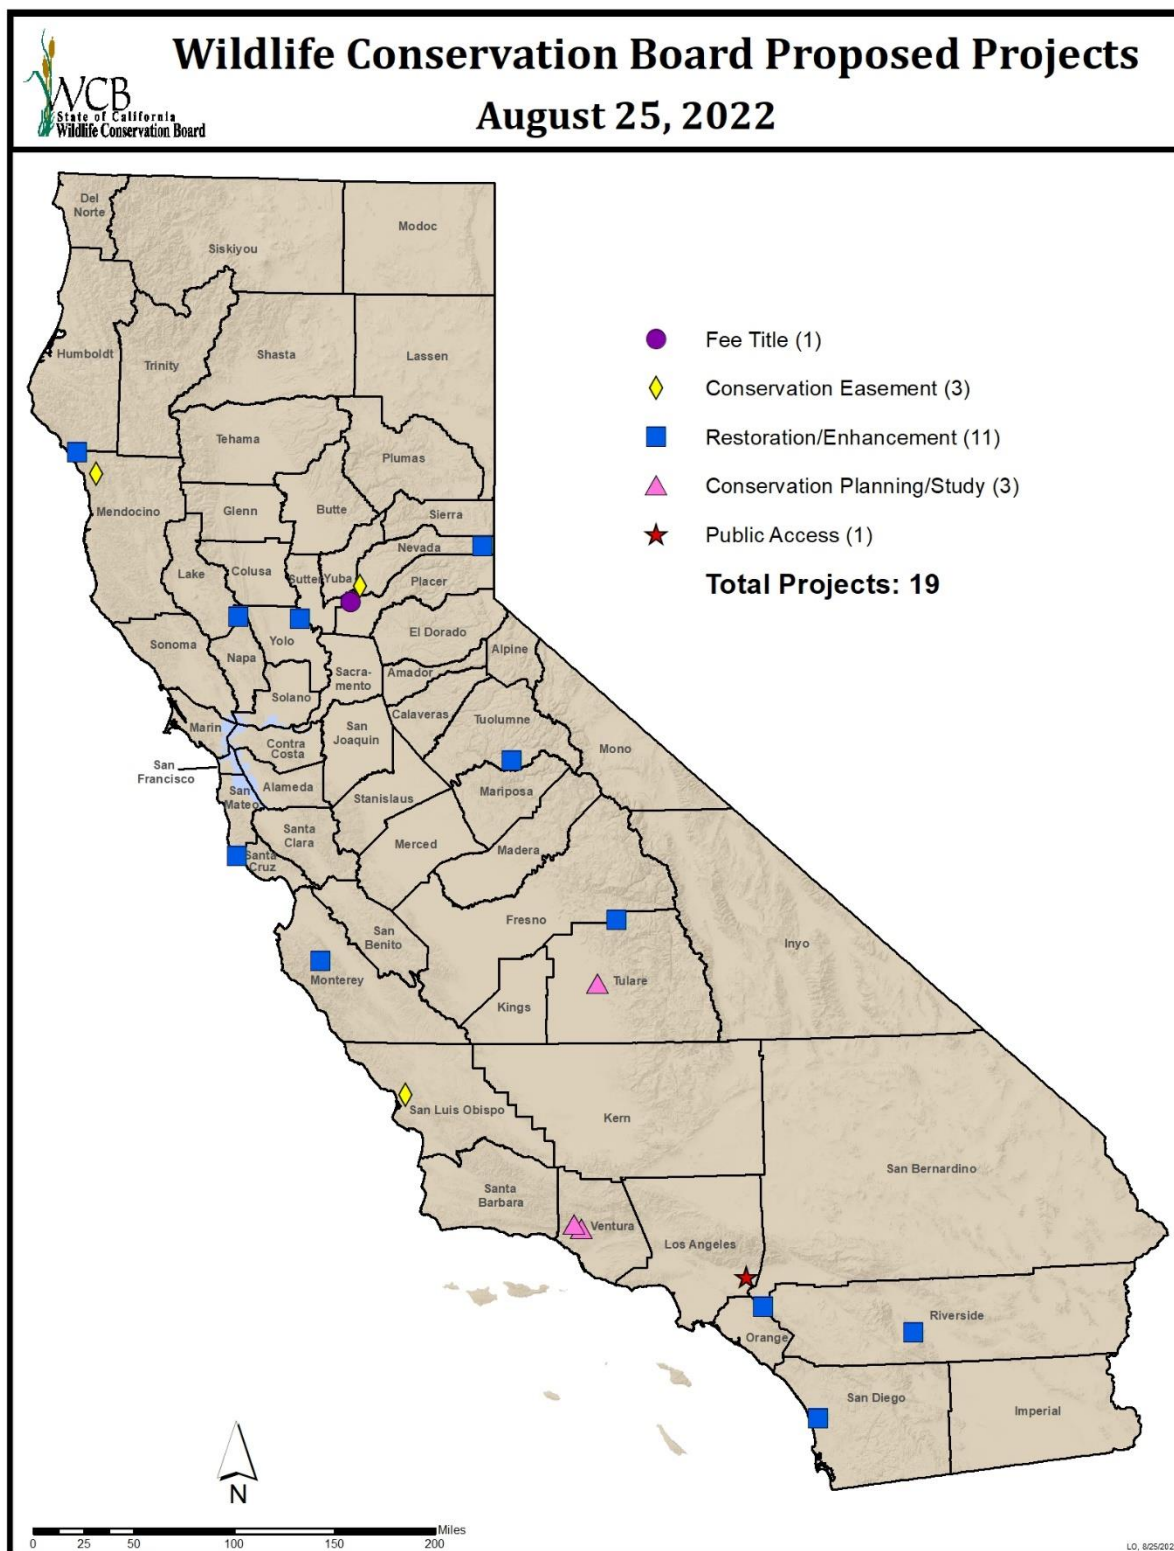 Wildlife Conservation Board Proposed Projects
August 25, 2022
WCB
State of California
Wildlife Conservation Board
Del
Norte
Siskiyou
Modoc
Humboldt
Trinity
Shasta
Lassen
Fee Title (1)
Conservation Easement (3)
Restoration/Enhancement (11)
Conservation Planning/Study (3)
Public Access (1)
Total Projects: 19
Tehama
Plumas
Mendocino
Glenn
Butte
Sierra
Nevada
Lake
Colusa
Sutter
Yuba
Placer
Sonoma
Napa
Yolo
El Dorado
Alpine
Sacra-
mento
Amador
Solano
Marin
Calaveras
Tuolumne
Contra
Costa
San
Joaquin
Mono
San
Francisco
San
Mateo
Alameda
Stanislaus
Mariposa
Santa
Clara
Merced
Madera
Santa
Cruz
Fresno
San
Benito
Inyo
Monterey
Kings
Tulare
San Luis Obispo
Kern
San Bernardino
Santa
Barbara
Ventura
Los Angeles
Orange
Riverside
San Diego
Imperial
N
Miles
0 25 50 100 150 200